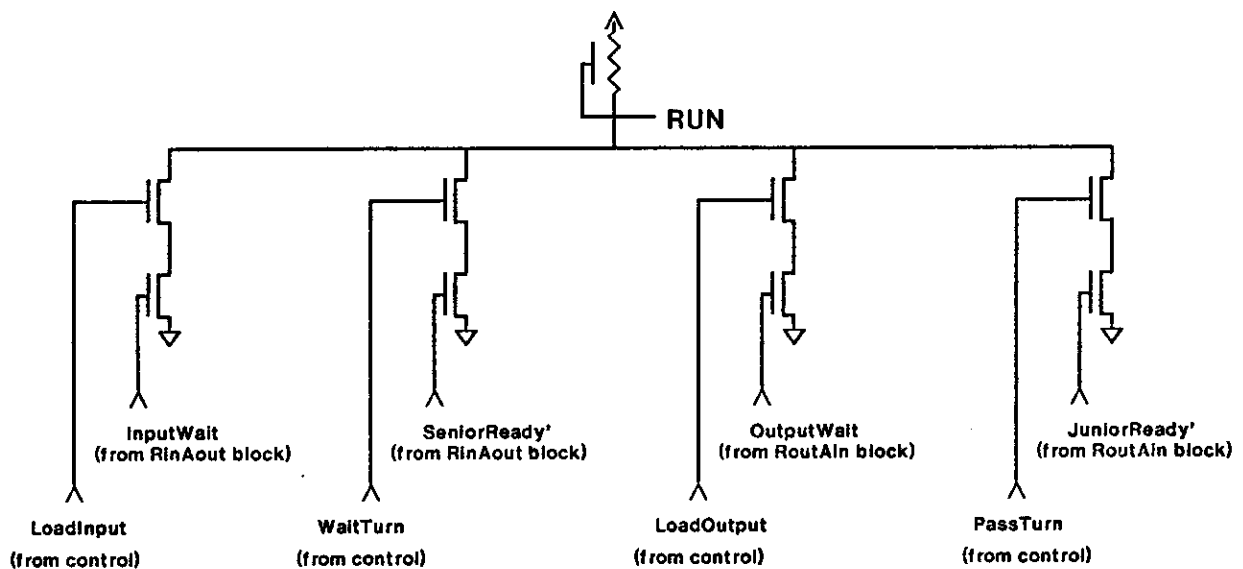 RUN
InputWait
(from RinAout block)
SeniorReady'
(from RinAout block)
OutputWait
(from RoutAin block)
JuniorReady'
(from RoutAin block)
LoadInput
(from control)
WaitTurn
(from control)
LoadOutput
(from control)
PassTurn
(from control)